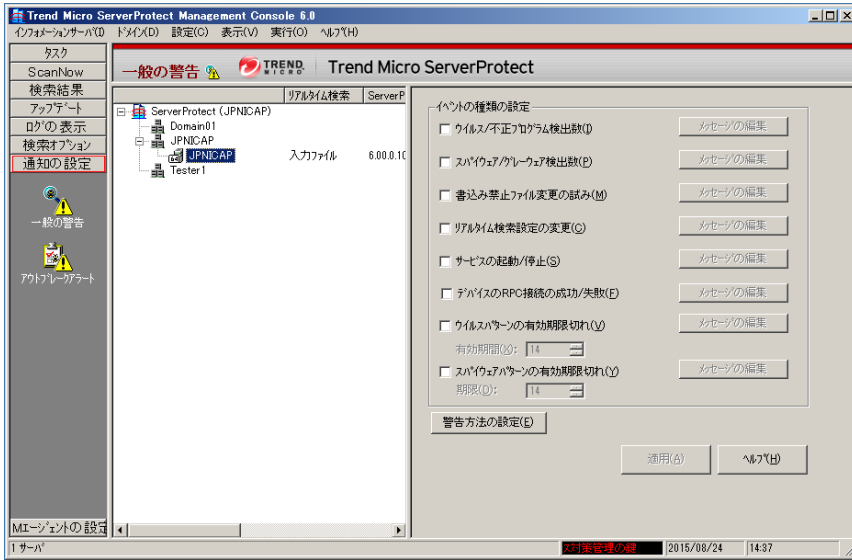 Trend Micro ServerProtect Management Console 6.0
インフォメーションサーバ(I) ドメイン(D) 設定(C) 表示(V) 実行(O) ヘルプ(H)
タスク
ScanNow
検索結果
アップデート
ログの表示
検索オプション
通知の設定
一般の警告
アウトブレークアラート
Mエージェントの設定
一般の警告 TREND MICRO Trend Micro ServerProtect
リアルタイム検索 ServerP
ServerProtect (JPNICAP)
Domain01
JPNICAP
JPNICAP 入力ファイル 6.00.0.10
Tester1
イベントの種類の設定
ウイルス/不正プログラム検出数(I) メッセージの編集
スパイウェア/グレーウェア検出数(P) メッセージの編集
書込み禁止ファイル変更の試み(M) メッセージの編集
リアルタイム検索設定の変更(C) メッセージの編集
サービスの起動/停止(S) メッセージの編集
デバイスのRPC接続の成功/失敗(F) メッセージの編集
ウイルスパターンの有効期限切れ(V) メッセージの編集
有効期間(X): 14
スパイウェアパターンの有効期限切れ(Y) メッセージの編集
期限(D): 14
警告方法の設定(E)
適用(A) ヘルプ(H)
1 サーバ ス対策管理の鍵 2015/08/24 14:37